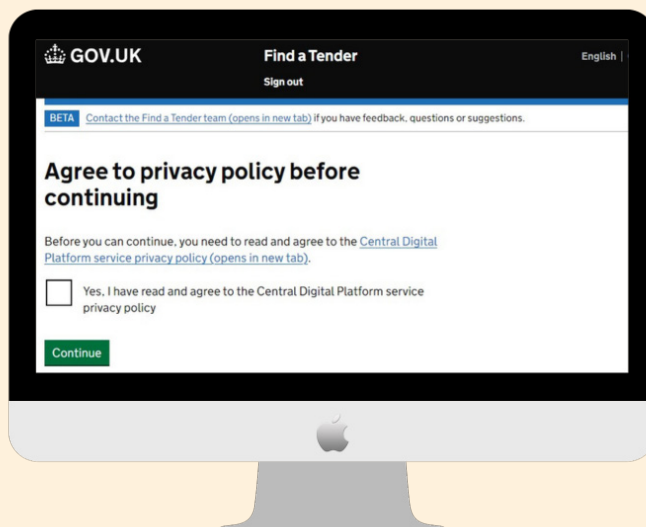 GOV.UK
Find a Tender
English |
Sign out
BETA Contact the Find a Tender team (opens in new tab) if you have feedback, questions or suggestions.
Agree to privacy policy before
continuing
Before you can continue, you need to read and agree to the Central Digital
Platform service privacy policy (opens in new tab).
Yes, I have read and agree to the Central Digital Platform service
privacy policy
Continue